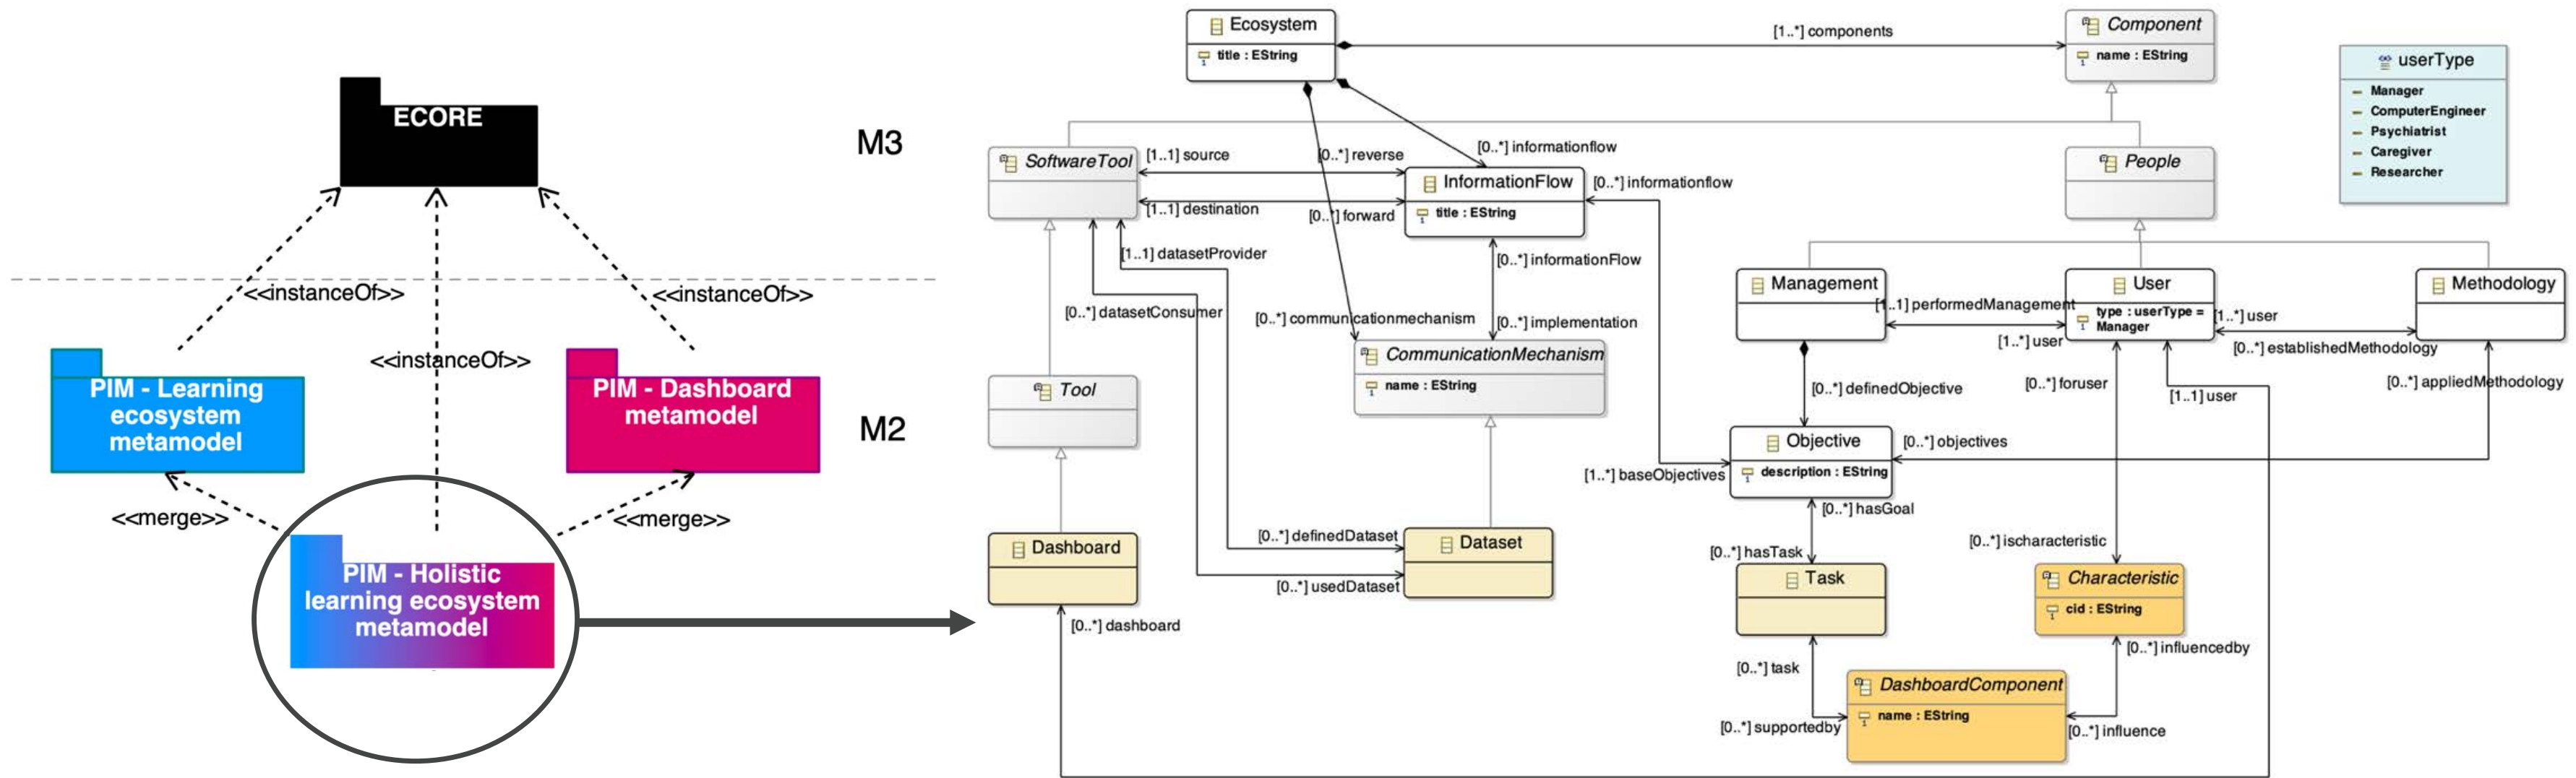 ECORE
M3
<<instanceOf>>
<<instanceOf>>
<<instanceOf>>
PIM - Learning
ecosystem
metamodel
PIM - Dashboard
metamodel
M2
<<merge>>
<<merge>>
PIM - Holistic
learning ecosystem
metamodel
Ecosystem
title : EString
[1..*] components
Component
name : EString
userType
Manager
ComputerEngineer
Psychiatrist
Caregiver
Researcher
SoftwareTool
[1..1] source
[0..*] reverse
[0..*] informationflow
[1..1] destination
[0..*] forward
InformationFlow
title : EString
[0..*] informationflow
People
[1..1] datasetProvider
[0..*] datasetConsumer
[0..*] informationFlow
[0..*] communicationmechanism
[0..*] implementation
Management
[1..1] performedManagement
[1..*] user
User
type : userType =
Manager
[1..*] user
[0..*] establishedMethodology
Methodology
CommunicationMechanism
name : EString
Tool
[0..*] definedObjective
[0..*] foruser
[1..1] user
[0..*] appliedMethodology
Objective
description : EString
[0..*] objectives
[1..*] baseObjectives
[0..*] hasGoal
Dashboard
[0..*] definedDataset
[0..*] usedDataset
Dataset
[0..*] hasTask
[0..*] ischaracteristic
Task
Characteristic
cid : EString
[0..*] dashboard
[0..*] task
[0..*] influencedby
DashboardComponent
name : EString
[0..*] supportedby
[0..*] influence